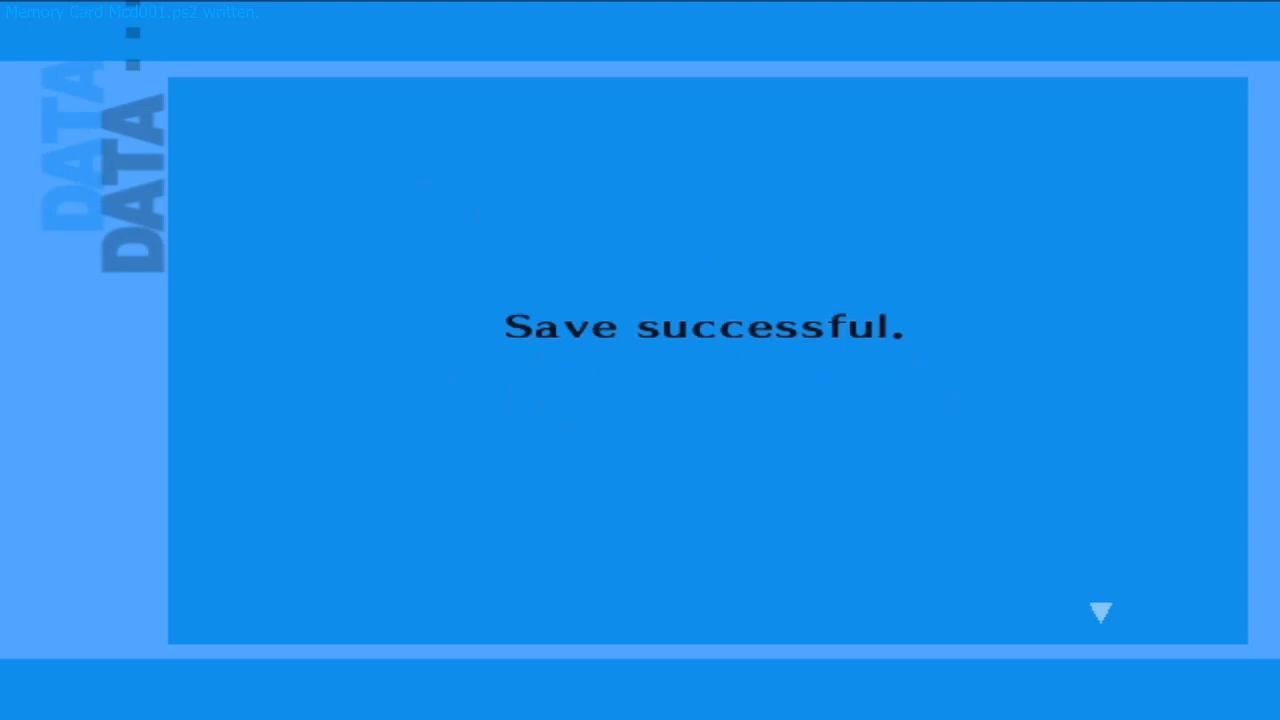 Memory Card Mcd001.ps2 written.
DATA
DATA ...
Save successful.